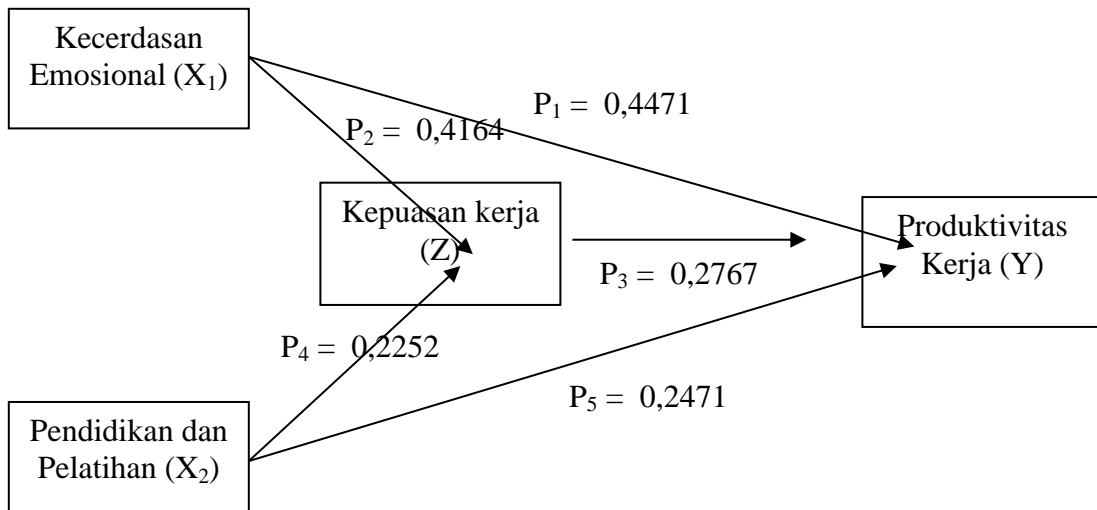 Kecerdasan
Emosional (X₁)
P₁ = 0,4471
P₂ = 0,4164
Kepuasan kerja
(Z)
Produktivitas
Kerja (Y)
P₃ = 0,2767
P₄ = 0,2252
P₅ = 0,2471
Pendidikan dan
Pelatihan (X₂)